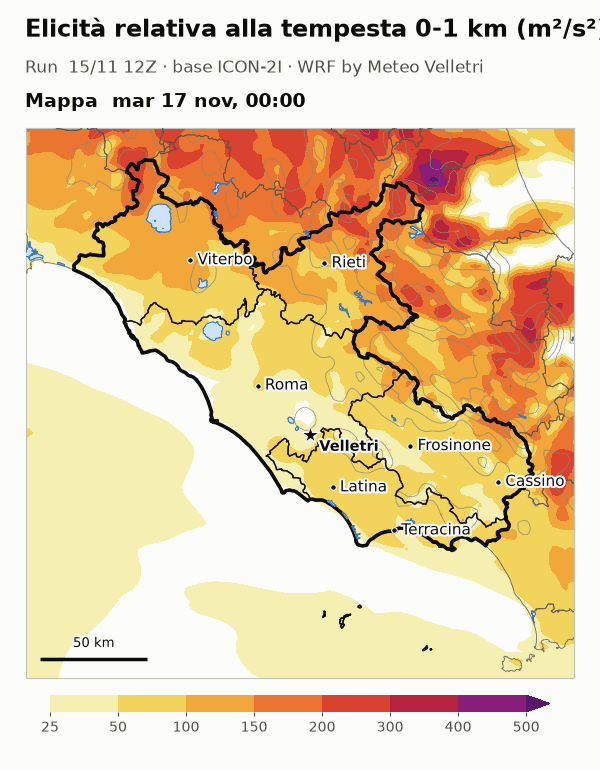 Elicità relativa alla tempesta 0-1 km (m²/s²)
Run 15/11 12Z · base ICON-2I · WRF by Meteo Velletri
Mappa mar 17 nov, 00:00
Viterbo
Rieti
Roma
Velletri
Frosinone
Cassino
Latina
Terracina
50 km
25 50 100 150 200 300 400 500